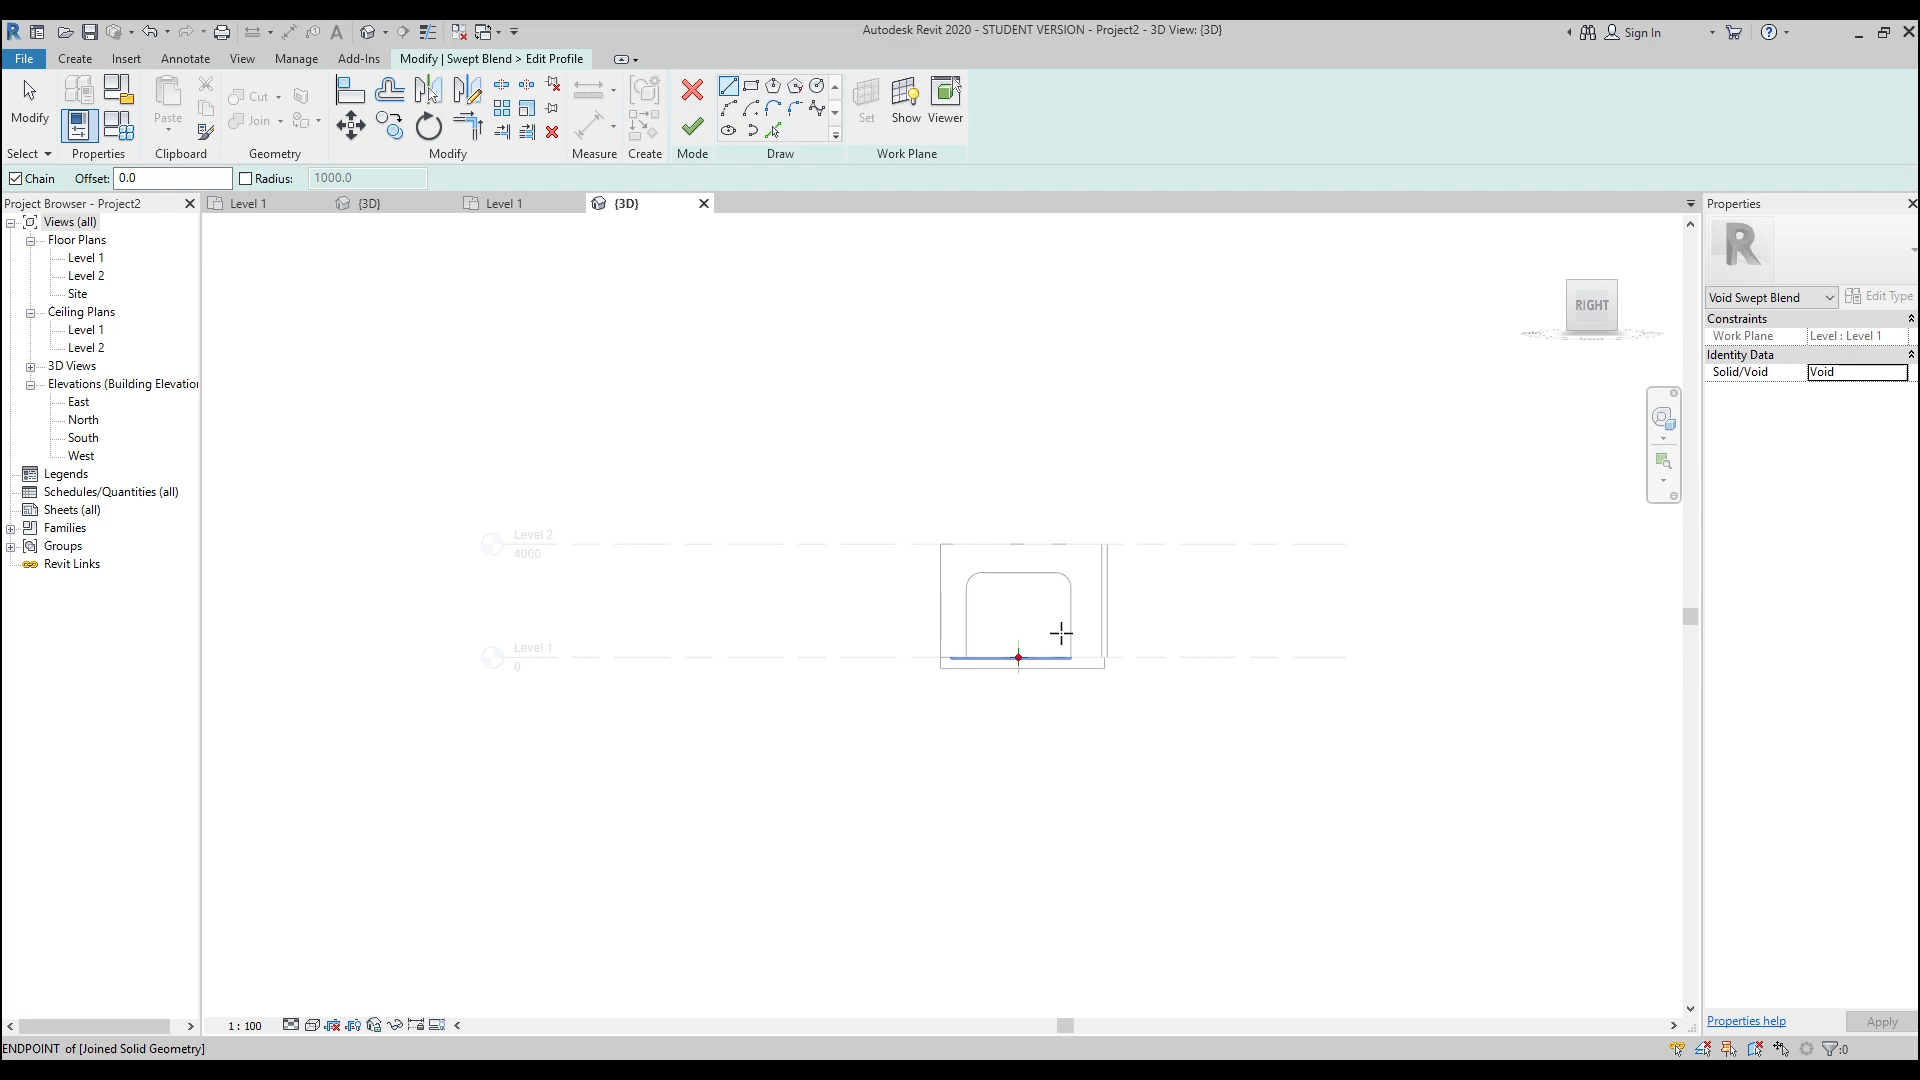 Autodesk Revit 2020 - STUDENT VERSION - Project2 - 3D View: {3D}
Sign In
File Create Insert Annotate View Manage Add-Ins Modify | Swept Blend > Edit Profile
Modify Paste Cut Join Set Show Viewer
Select Properties Clipboard Geometry Modify Measure Create Mode Draw Work Plane
Chain Offset: 0.0 Radius: 1000.0
Project Browser - Project2
Level 1 {3D} Level 1 {3D}
Properties
Views (all)
Floor Plans
Level 1
Level 2
Site
Ceiling Plans
Level 1
Level 2
3D Views
Elevations (Building Elevatio
East
North
South
West
Legends
Schedules/Quantities (all)
Sheets (all)
Families
Groups
Revit Links
RIGHT
Level 2
4000
Level 1
0
Void Swept Blend Edit Type
Constraints
Work Plane Level : Level 1
Identity Data
Solid/Void Void
1 : 100
Properties help Apply
ENDPOINT of [Joined Solid Geometry]
:0